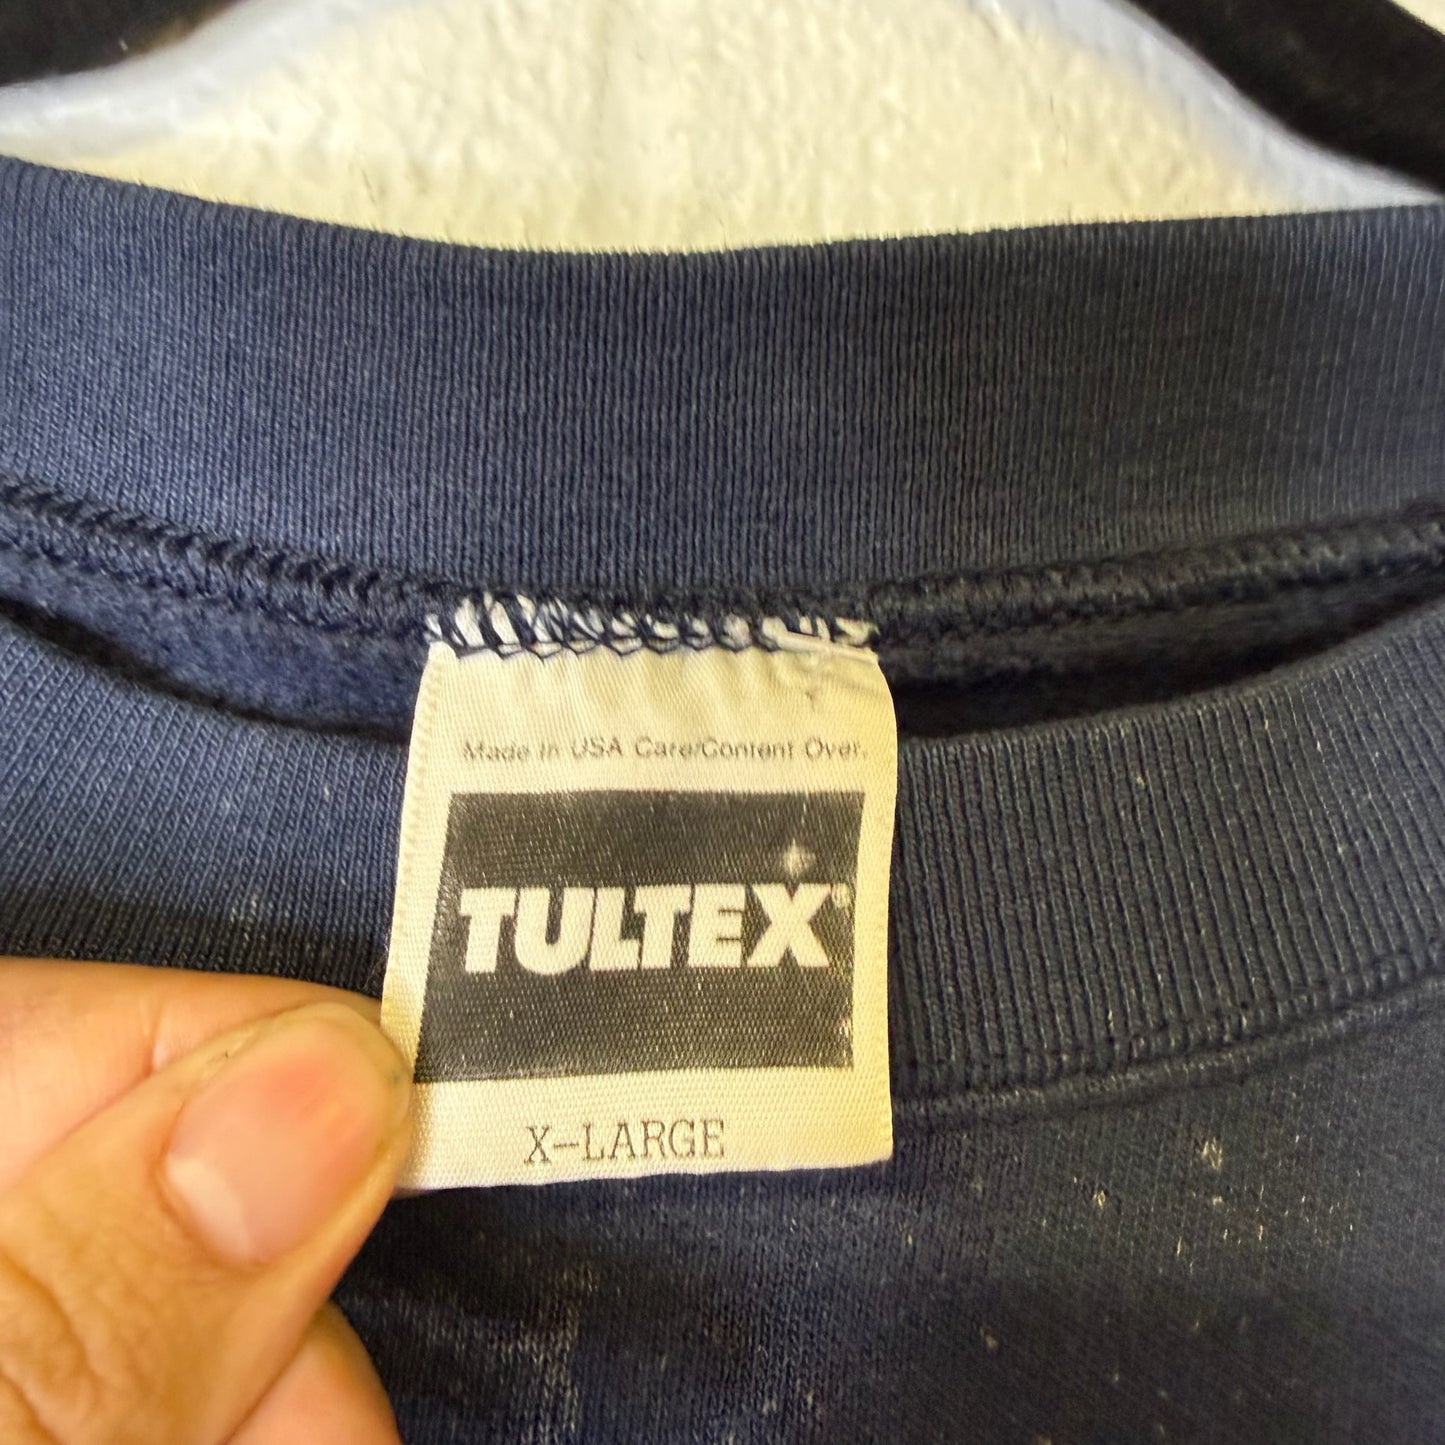 Made in USA Care/Content Over.
TULTEX®
X-LARGE